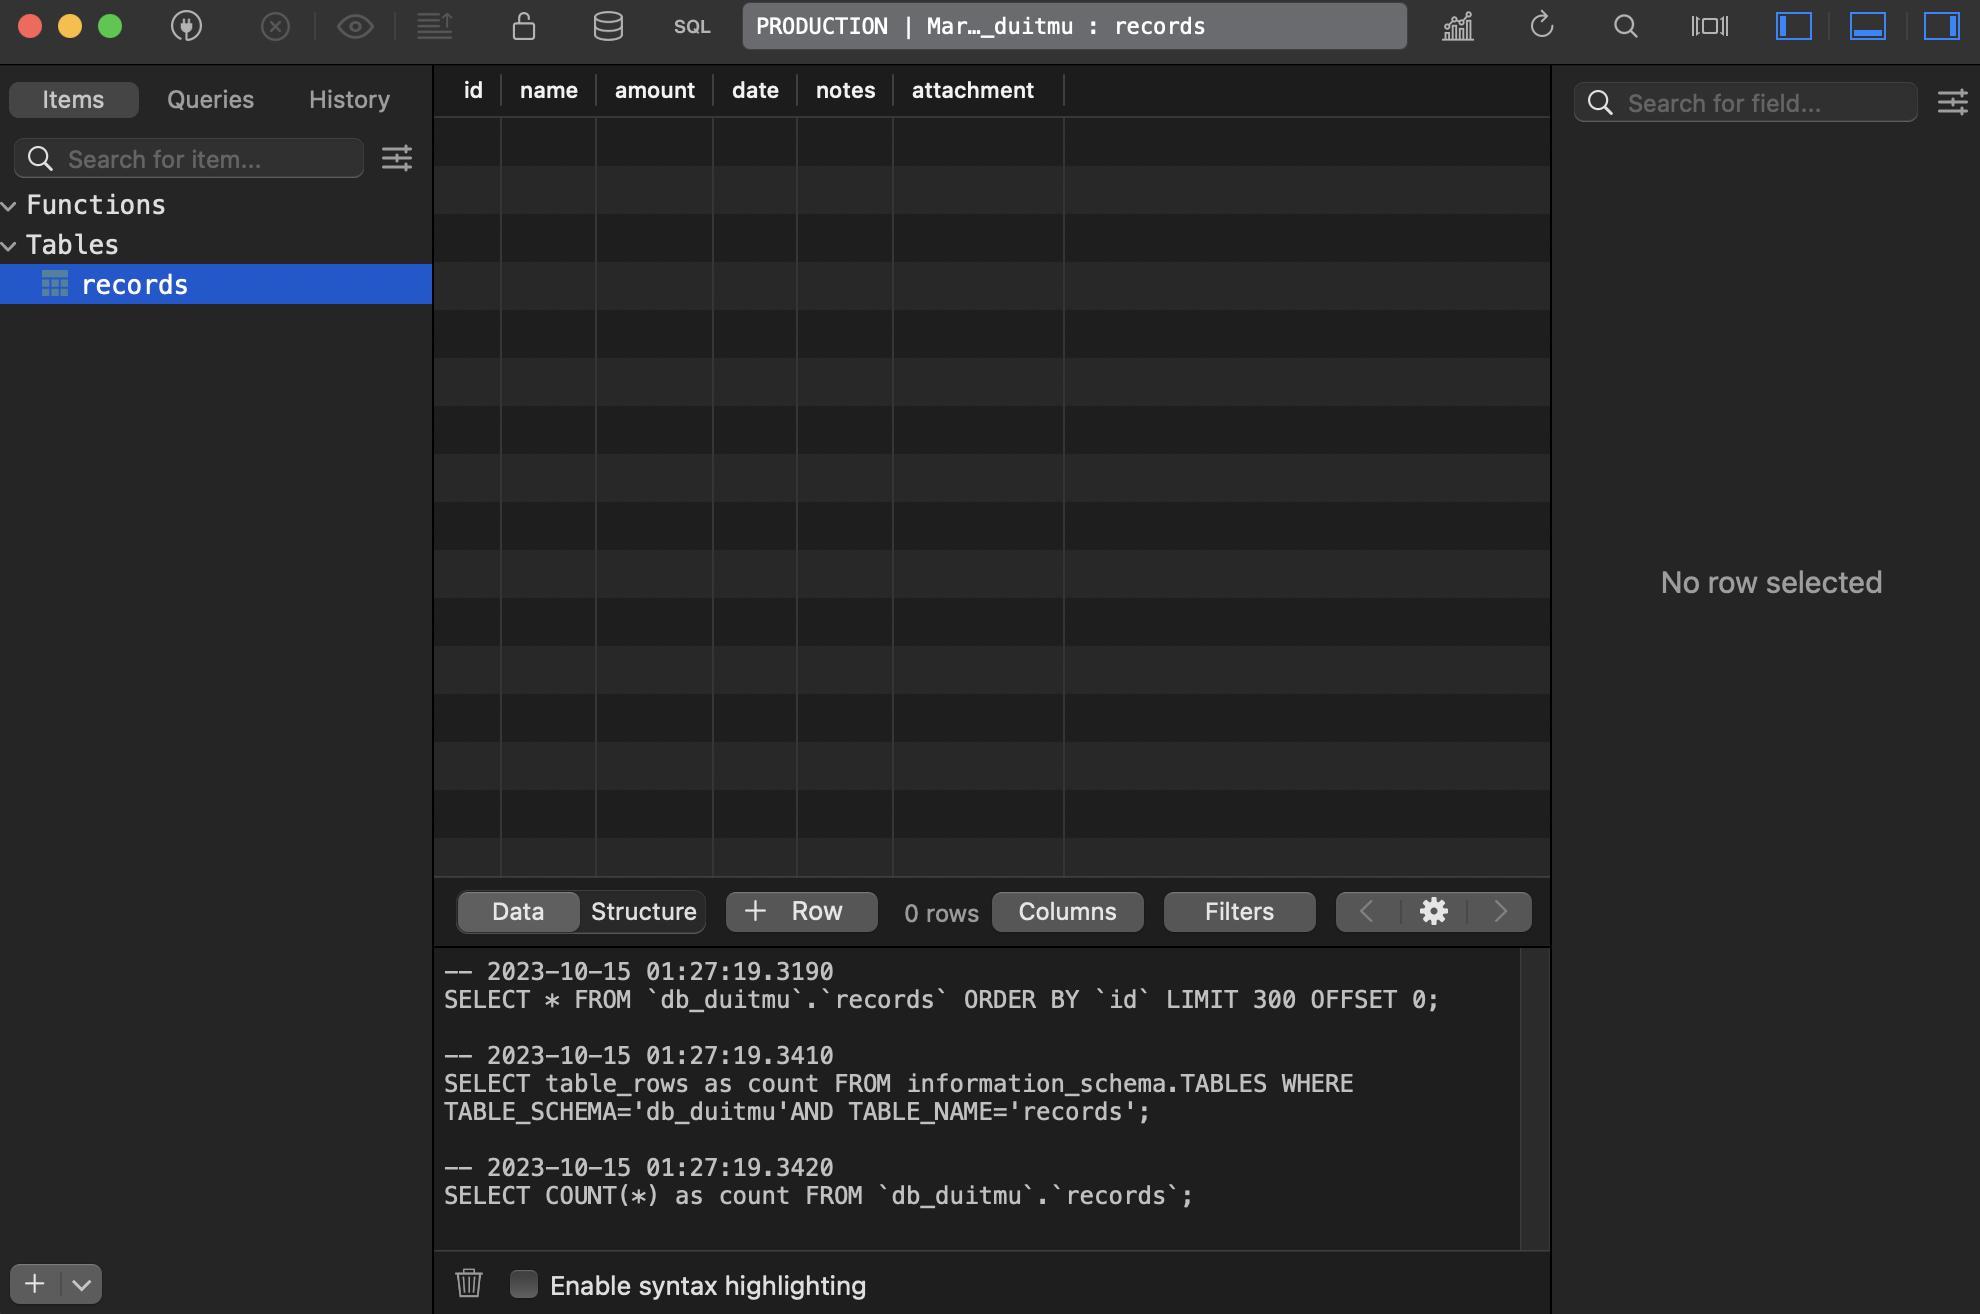 SQL
PRODUCTION | Mar…_duitmu : records
Items Queries History
Search for item...
Functions
Tables
records
id name amount date notes attachment
Search for field...
No row selected
Data Structure + Row 0 rows Columns Filters
-- 2023-10-15 01:27:19.3190
SELECT * FROM `db_duitmu`.`records` ORDER BY `id` LIMIT 300 OFFSET 0;
-- 2023-10-15 01:27:19.3410
SELECT table_rows as count FROM information_schema.TABLES WHERE
TABLE_SCHEMA='db_duitmu'AND TABLE_NAME='records';
-- 2023-10-15 01:27:19.3420
SELECT COUNT(*) as count FROM `db_duitmu`.`records`;
Enable syntax highlighting